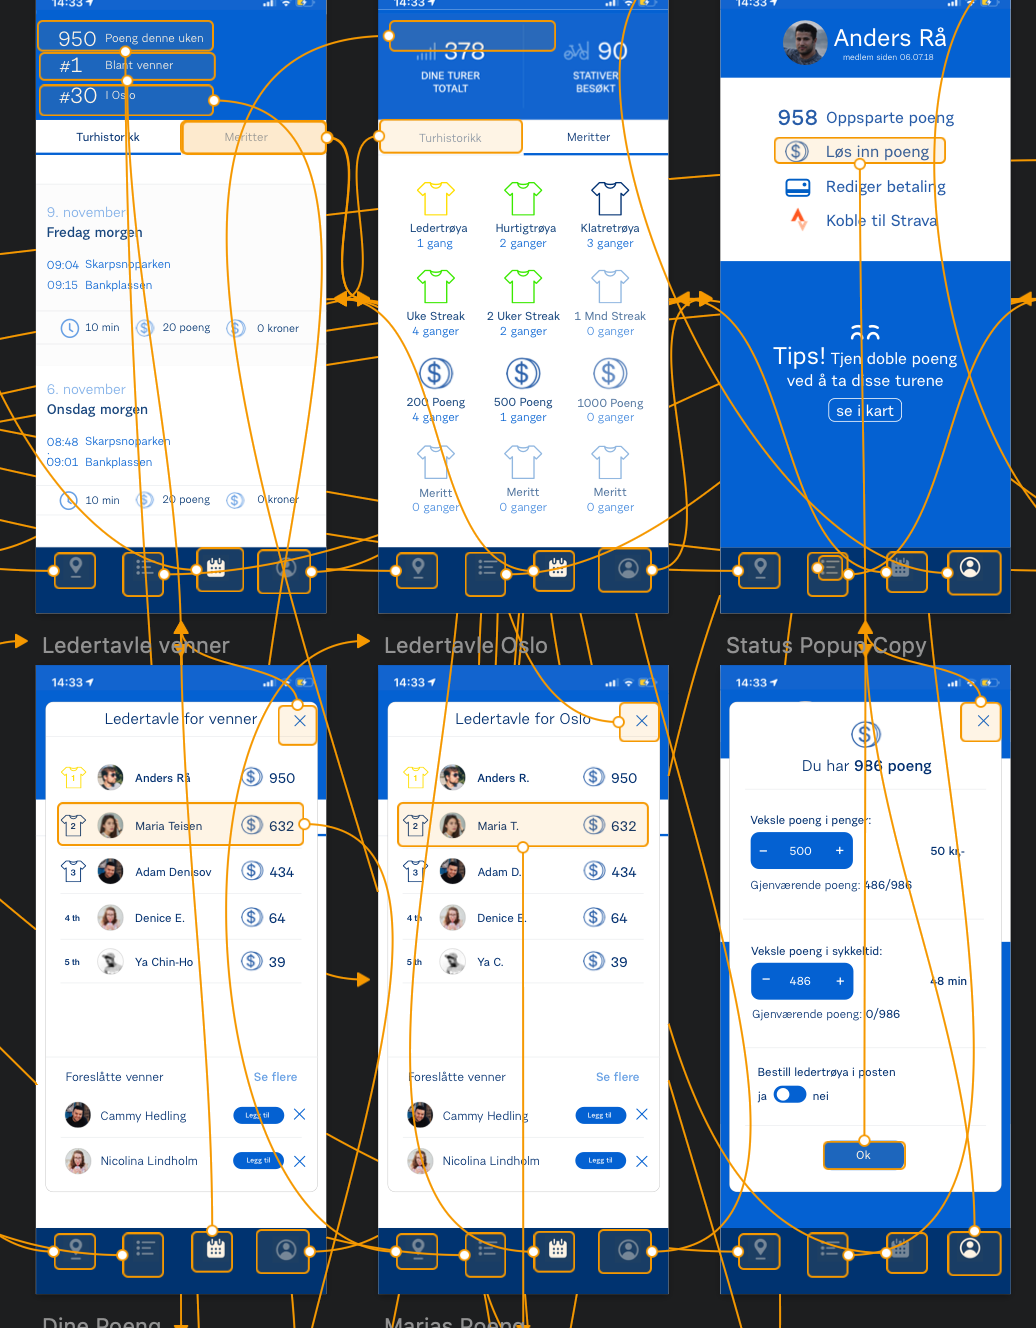 14:33
950 Poeng denne uken
#1 Blant venner
#30 I Oslo
Turhistorikk Meritter
9. november
Fredag morgen
09:04 Skarpsnoparken
09:15 Bankplassen
10 min 20 poeng 0 kroner
6. november
Onsdag morgen
08:48 Skarpsnoparken
09:01 Bankplassen
10 min 20 poeng 0 kroner
14:33
378 90
DINE TURER TOTALT
STATIVER BESØKT
Turhistorikk Meritter
Ledertrøya Hurtigtrøya Klatretrøya
1 gang 2 ganger 3 ganger
Uke Streak 2 Uker Streak 1 Mnd Streak
4 ganger 2 ganger 0 ganger
200 Poeng 500 Poeng 1000 Poeng
4 ganger 1 ganger 0 ganger
Meritt Meritt Meritt
0 ganger 0 ganger 0 ganger
14:33
Anders Rå
medlem siden 06.07.18
958 Oppsparte poeng
Løs inn poeng
Rediger betaling
Koble til Strava
Tips! Tjen doble poeng
ved å ta disse turene
se i kart
Ledertavle venner
14:33
Ledertavle for venner
1 Anders Rå 950
2 Maria Teisen 632
3 Adam Denisov 434
4 th Denice E. 64
5 th Ya Chin-Ho 39
Foreslåtte venner Se flere
Cammy Hedling Legg til
Nicolina Lindholm Legg til
Ledertavle Oslo
14:33
Ledertavle for Oslo
1 Anders R. 950
2 Maria T. 632
3 Adam D. 434
4 th Denice E. 64
5 th Ya C. 39
Foreslåtte venner Se flere
Cammy Hedling Legg til
Nicolina Lindholm Legg til
Status Popup Copy
14:33
Du har 986 poeng
Veksle poeng i penger:
− 500 + 50 kr,-
Gjenværende poeng: 486/986
Veksle poeng i sykkeltid:
− 486 + 48 min
Gjenværende poeng: 0/986
Bestill ledertrøya i posten
ja nei
Ok
Dine Poeng
Marias Poeng